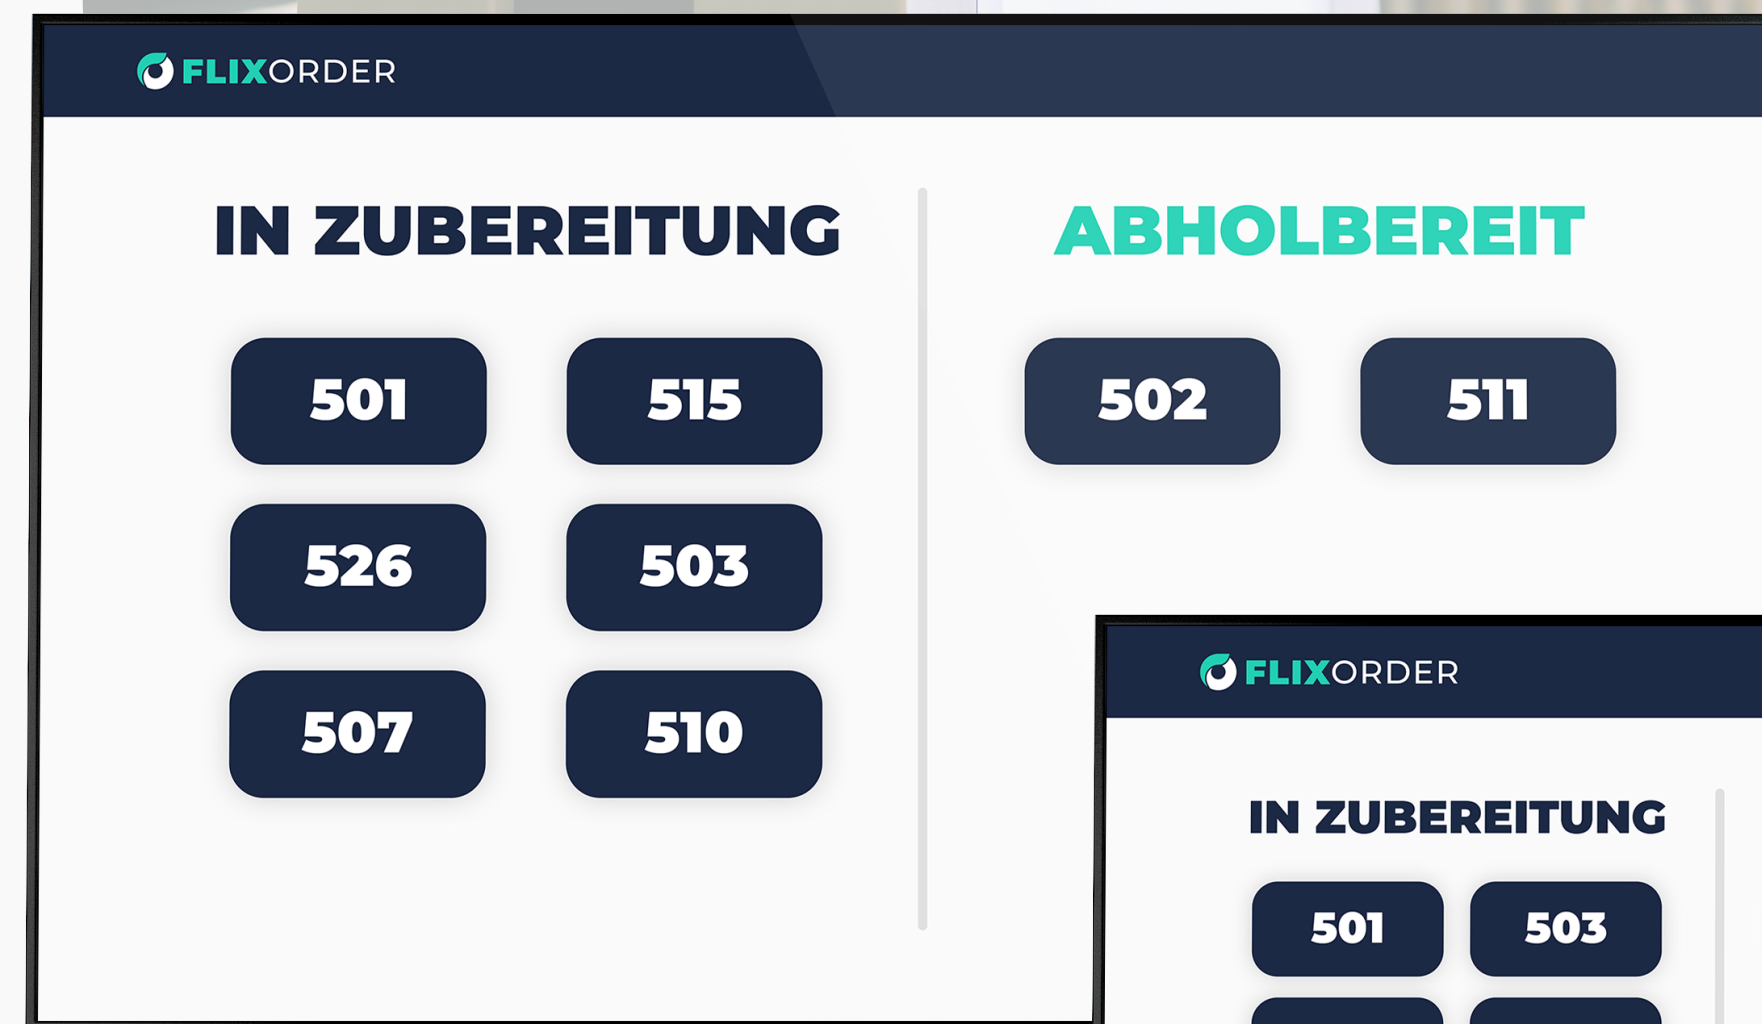 FLIXORDER
IN ZUBEREITUNG
501 515
526 503
507 510
ABHOLBEREIT
502 511
FLIXORDER
IN ZUBEREITUNG
501 503